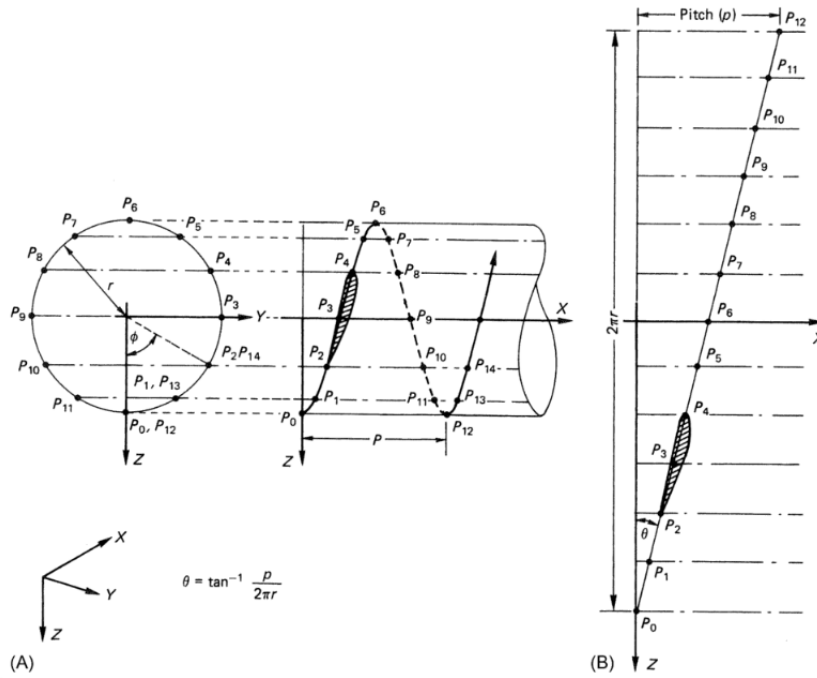 Pitch (p)
P12
P11
P10
P9
P8
P7
P6
P5
P4
P3
P2
P1
P0
2πr
θ
X
Z
(B)
P6
P7
P5
P8
P4
r
P3
P9
Y
ϕ
P10
P2P14
P1, P13
P11
P0, P12
Z
P6
P5
P7
P4
P8
P3
P9
X
P2
P10
P14
P1
P11
P13
P0
P12
p
Z
X
Y
Z
θ = tan⁻¹ p
2πr
(A)